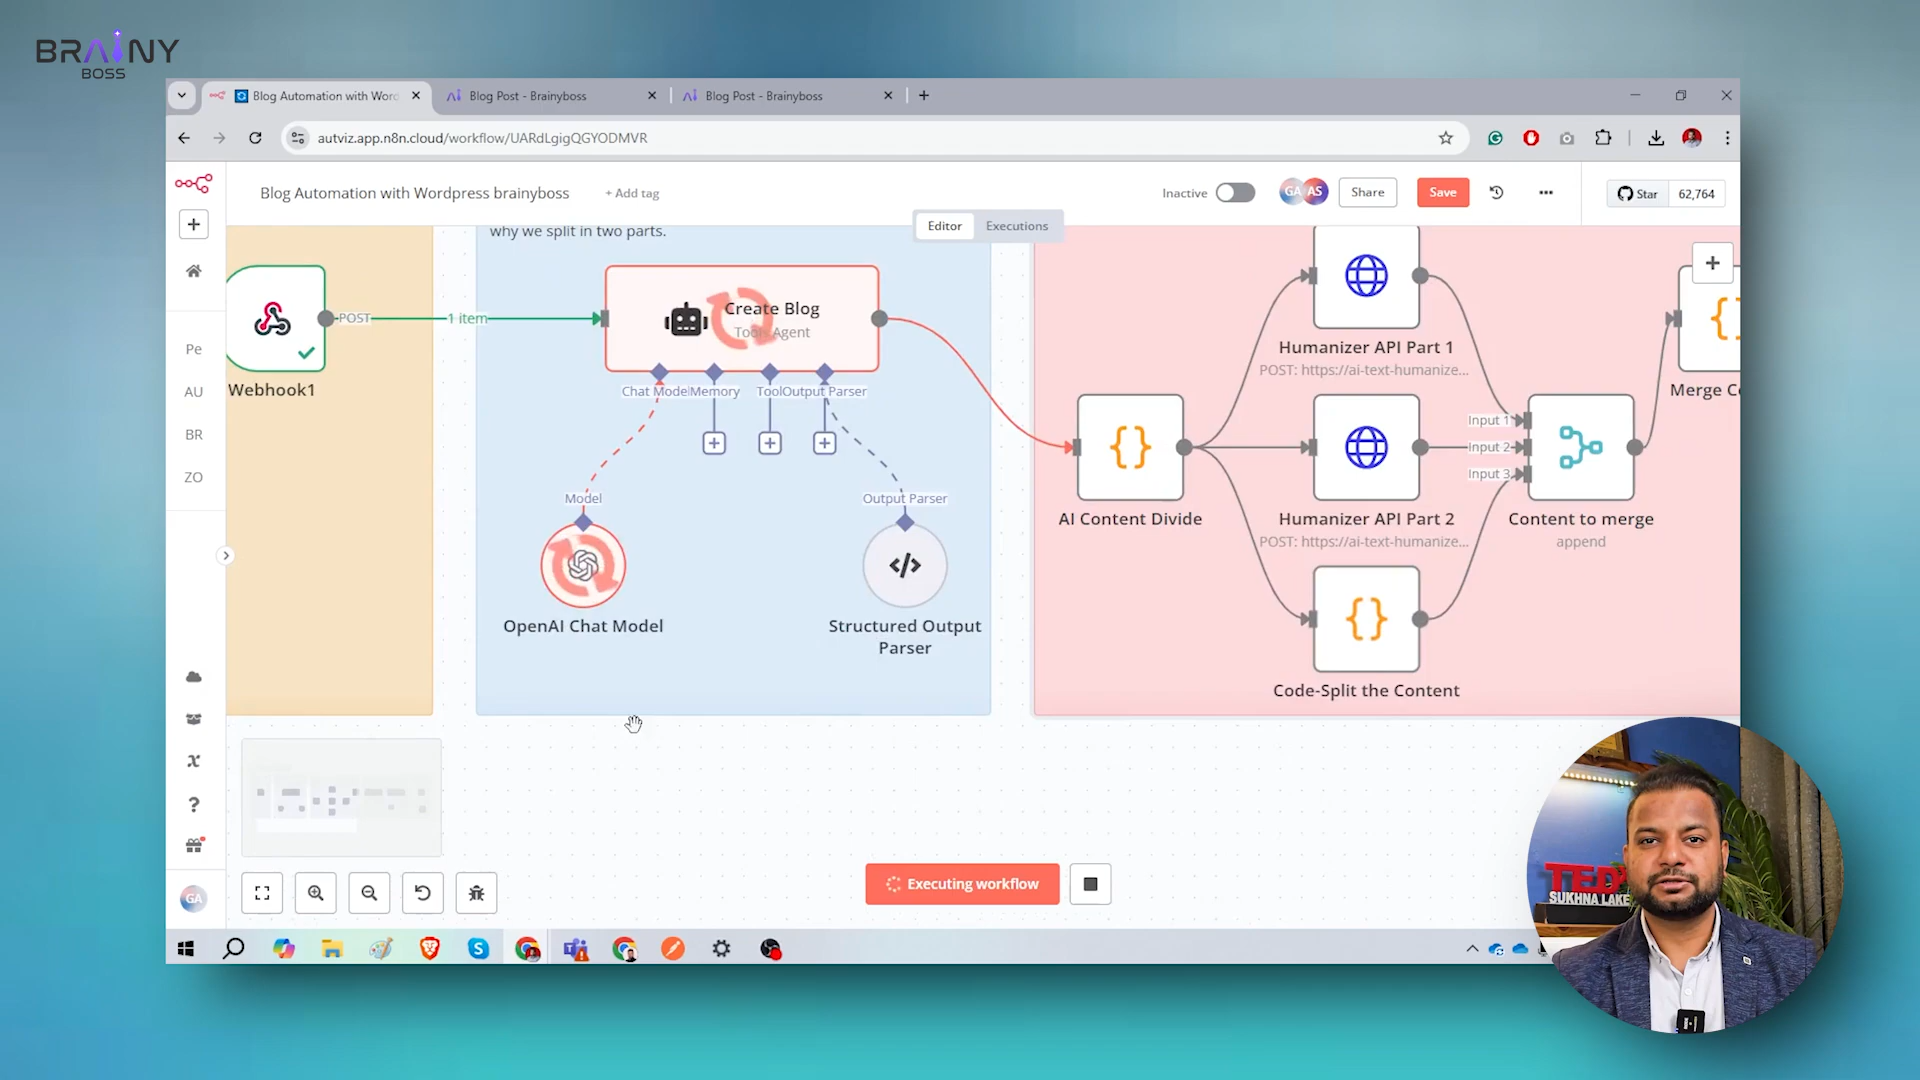 BRAINY
BOSS
Blog Automation with Word
Blog Post - Brainyboss
Blog Post - Brainyboss
autviz.app.n8n.cloud/workflow/UARdLgigQGYODMVR
Blog Automation with Wordpress brainyboss
+ Add tag
Inactive
GA AS
Share
Save
Star
62,764
Editor
Executions
why we split in two parts.
Pe
AU
BR
ZO
GA
POST
1 item
Webhook1
Create Blog
Tools Agent
Chat Model
Memory
Tool
Output Parser
Model
OpenAI Chat Model
Output Parser
Structured Output
Parser
AI Content Divide
Humanizer API Part 1
POST: https://ai-text-humanize...
Humanizer API Part 2
POST: https://ai-text-humanize...
Code-Split the Content
Input 1
Input 2
Input 3
Content to merge
append
Merge Co
Executing workflow
TEDx
SUKHNA LAKE